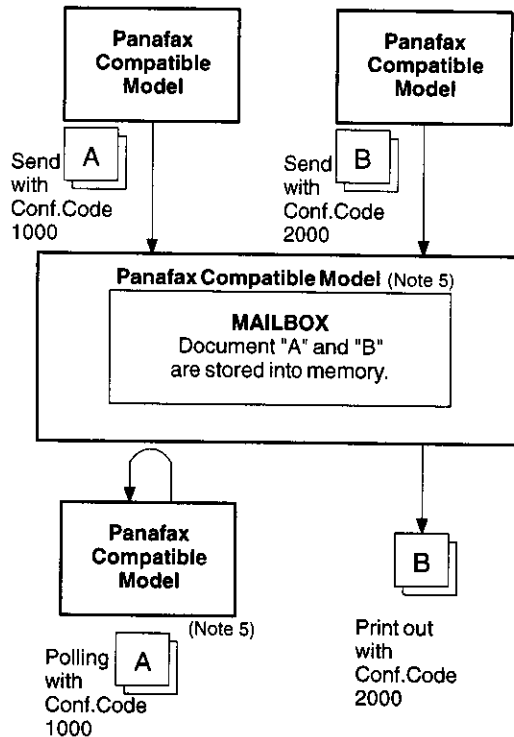 Panafax
Compatible
Model
Panafax
Compatible
Model
A
Send
with
Conf.Code
1000
B
Send
with
Conf.Code
2000
Panafax Compatible Model (Note 5)
MAILBOX
Document "A" and "B"
are stored into memory.
Panafax
Compatible
Model
(Note 5)
A
Polling
with
Conf.Code
1000
B
Print out
with
Conf.Code
2000